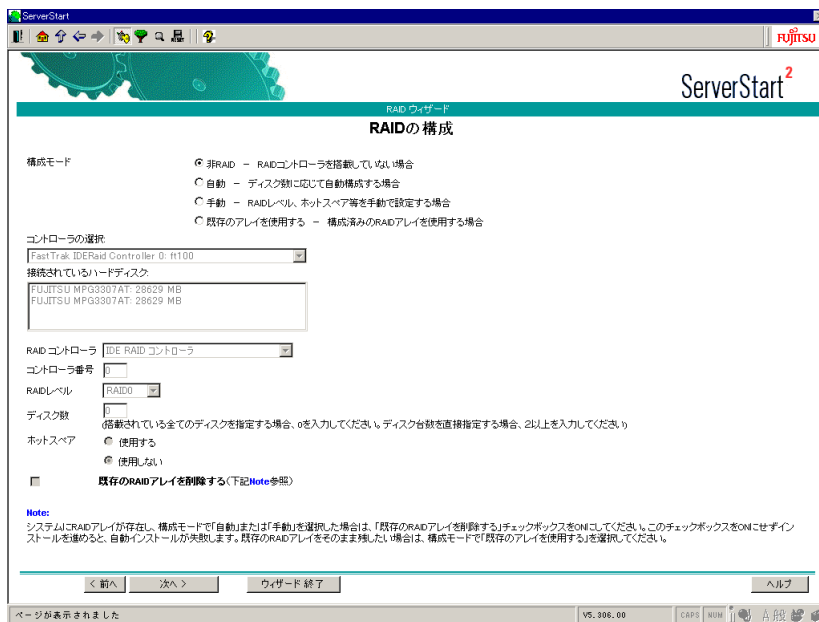 ServerStart
FUJITSU
ServerStart2
RAID ウィザード
RAIDの構成
構成モード
非RAID － RAIDコントローラを搭載していない場合
自動 － ディスク数に応じて自動構成する場合
手動 － RAIDレベル、ホットスペア等を手動で設定する場合
既存のアレイを使用する － 構成済みのRAIDアレイを使用する場合
コントローラの選択:
FastTrak IDERaid Controller 0: ft100
接続されているハードディスク:
FUJITSU MPG3307AT: 28629 MB
FUJITSU MPG3307AT: 28629 MB
RAID コントローラ IDE RAID コントローラ
コントローラ番号 0
RAIDレベル RAID0
ディスク数 0
(搭載されている全てのディスクを指定する場合、0を入力してください。ディスク台数を直接指定する場合、2以上を入力してください)
ホットスペア 使用する
使用しない
既存のRAIDアレイを削除する(下記Note参照)
Note:
システムにRAIDアレイが存在し、構成モードで「自動」または「手動」を選択した場合は、「既存のRAIDアレイを削除する」チェックボックスをONにしてください。このチェックボックスをONにせずイン
ストールを進めると、自動インストールが失敗します。既存のRAIDアレイをそのまま残したい場合は、構成モードで「既存のアレイを使用する」を選択してください。
< 前へ 次へ > ウィザード 終了 ヘルプ
ページが表示されました V5.306.00 CAPS NUM A 般